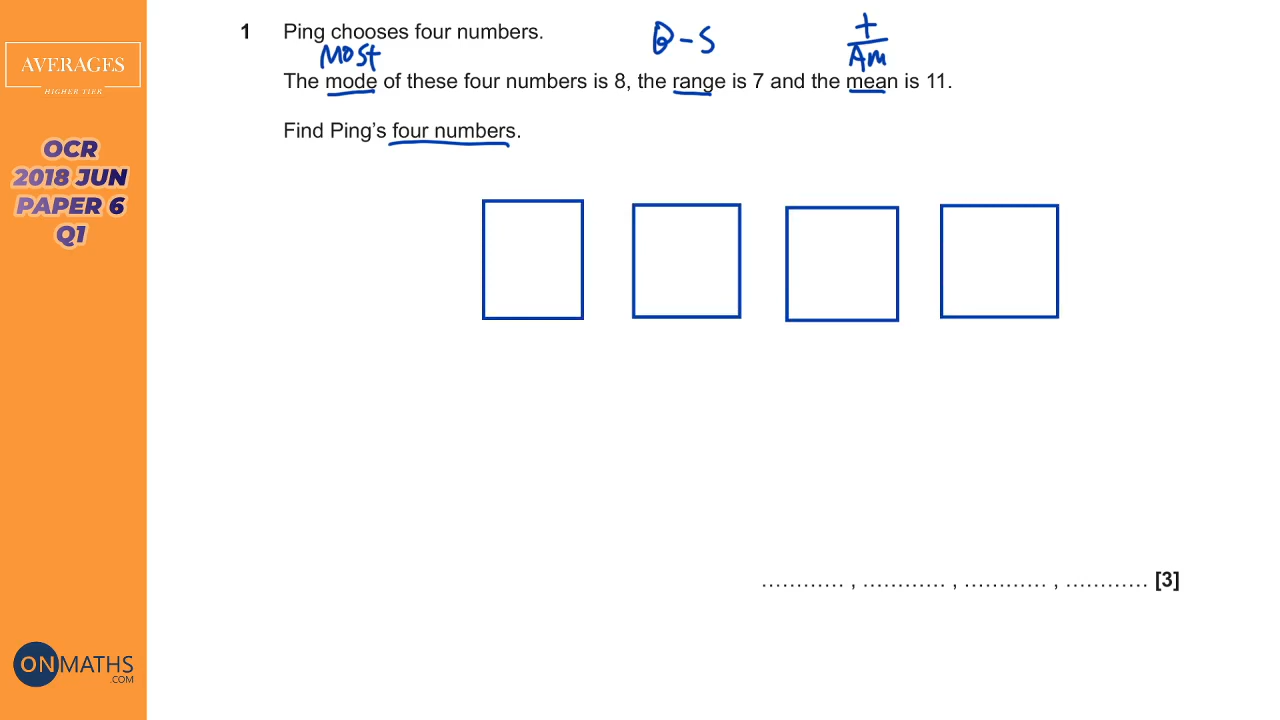 AVERAGES
HIGHER TIER
OCR
2018 JUN
PAPER 6
Q1
1 Ping chooses four numbers.
B-S
+
Am
MOSt
The mode of these four numbers is 8, the range is 7 and the mean is 11.
Find Ping’s four numbers.
………… , ………… , ………… , ………… [3]
ONMATHS
.COM